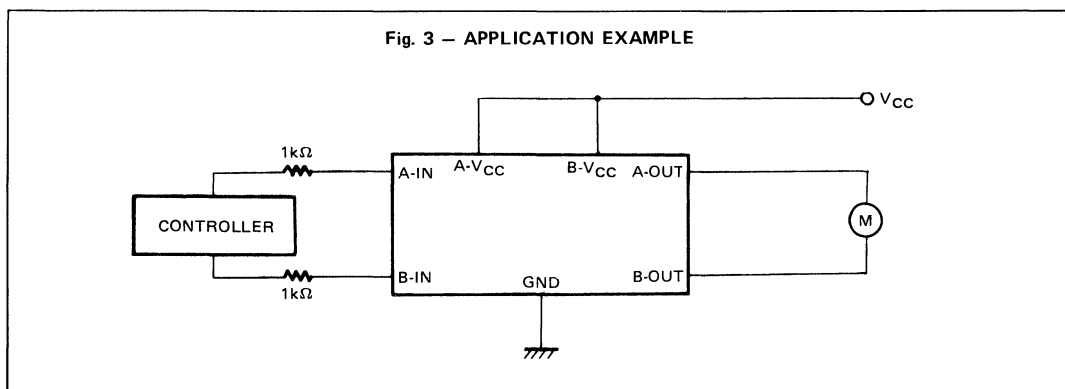 Fig. 3 — APPLICATION EXAMPLE
VCC
1kΩ
A-IN
A-VCC
B-VCC
A-OUT
CONTROLLER
M
B-IN
GND
B-OUT
1kΩ